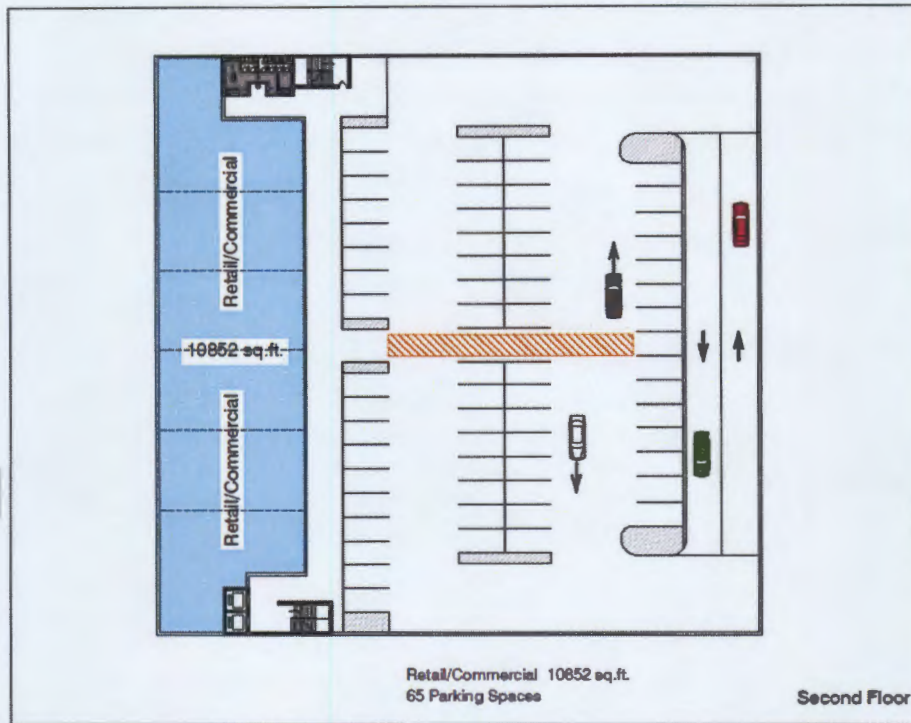 Retail/Commercial
10852 sq.ft.
Retail/Commercial
Retail/Commercial 10852 sq.ft.
65 Parking Spaces
Second Floor